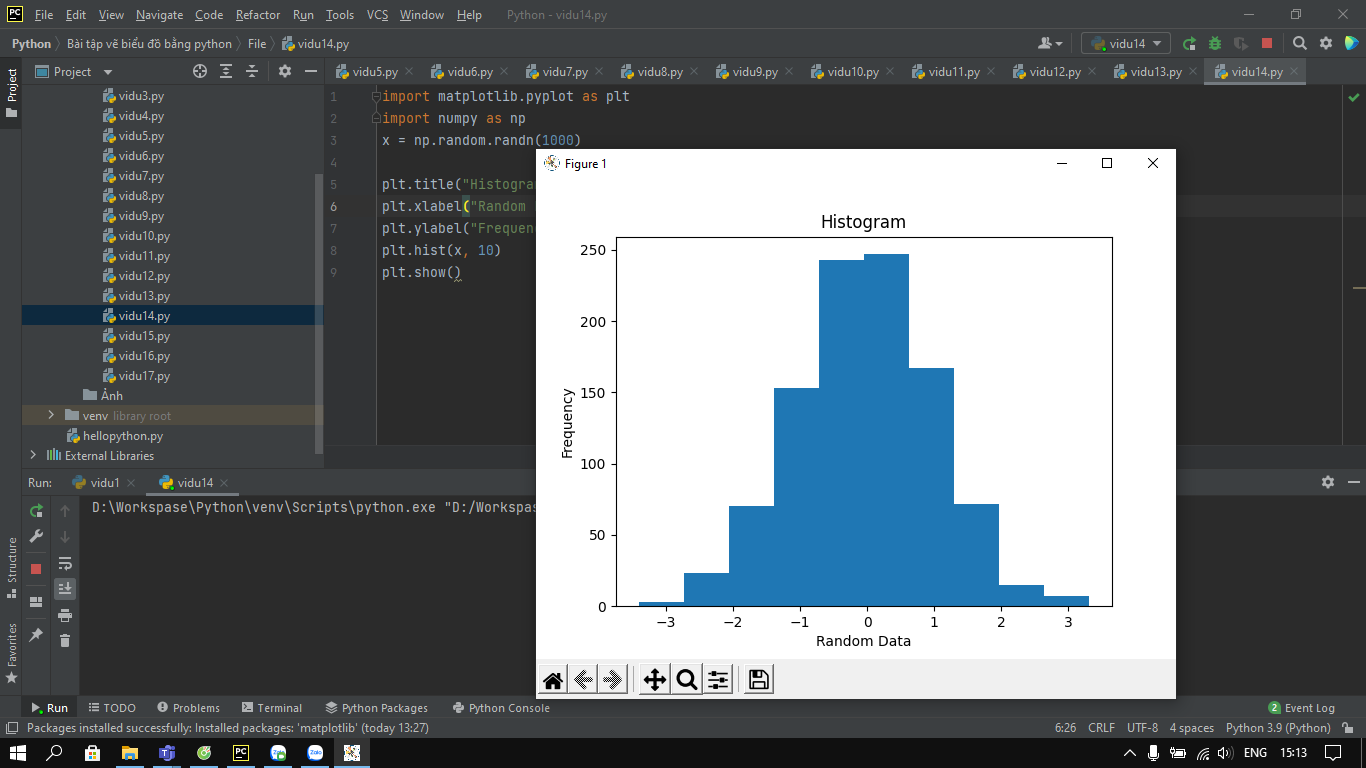 PC File Edit View Navigate Code Refactor Run Tools VCS Window Help Python - vidu14.py
Python Bài tập vẽ biểu đồ bằng python File vidu14.py vidu14
Project vidu5.py vidu6.py vidu7.py vidu8.py vidu9.py vidu10.py vidu11.py vidu12.py vidu13.py vidu14.py
Project
vidu3.py
vidu4.py
vidu5.py
vidu6.py
vidu7.py
vidu8.py
vidu9.py
vidu10.py
vidu11.py
vidu12.py
vidu13.py
vidu14.py
vidu15.py
vidu16.py
vidu17.py
Ảnh
venv library root
hellopython.py
External Libraries
1 import matplotlib.pyplot as plt
2 import numpy as np
3 x = np.random.randn(1000)
4
5 plt.title("Histogram
6 plt.xlabel("Random
7 plt.ylabel("Frequen
8 plt.hist(x, 10)
9 plt.show()
Figure 1
Histogram
250
200
150
100
50
0
Frequency
−3 −2 −1 0 1 2 3
Random Data
Run: vidu1 vidu14
D:\Workspase\Python\venv\Scripts\python.exe "D:/Workspas
Structure
Favorites
Run TODO Problems Terminal Python Packages Python Console 2 Event Log
Packages installed successfully: Installed packages: 'matplotlib' (today 13:27) 6:26 CRLF UTF-8 4 spaces Python 3.9 (Python)
PC Zalo Zalo ENG 15:13